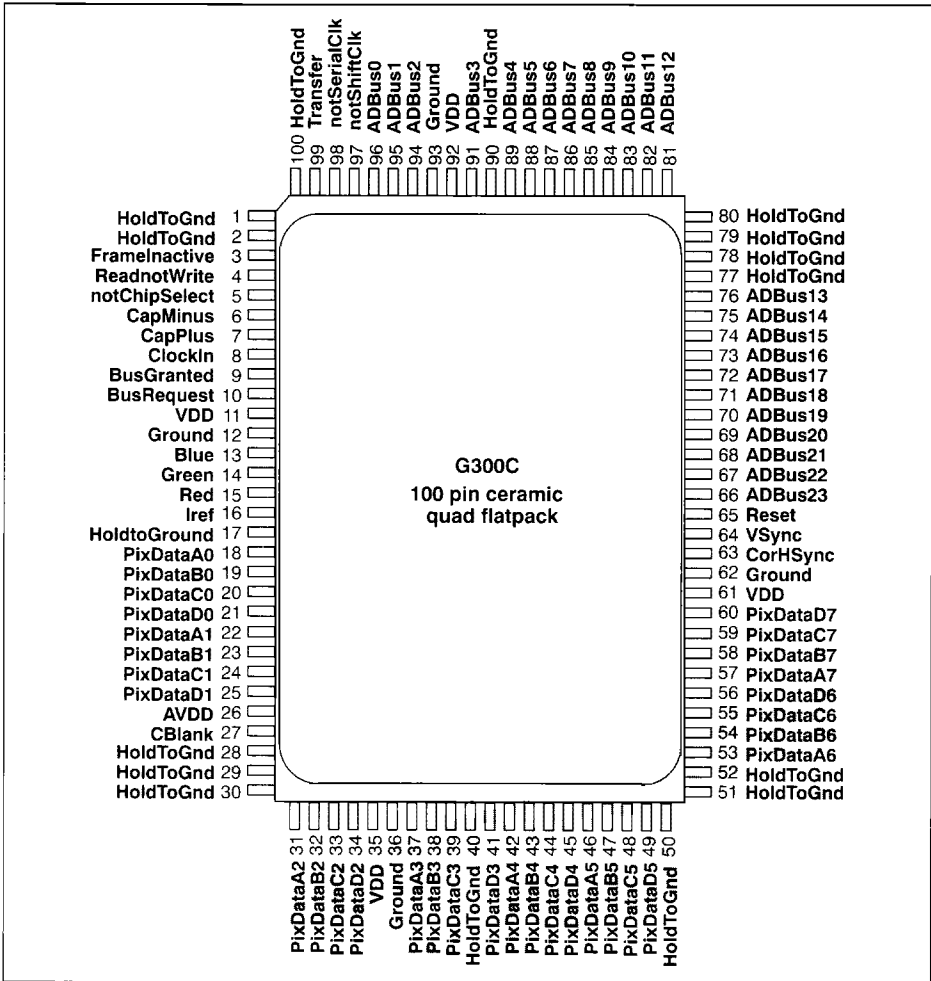 100 HoldToGnd
99 Transfer
98 notSerialClk
97 notShiftClk
96 ADBus0
95 ADBus1
94 ADBus2
93 Ground
92 VDD
91 ADBus3
90 HoldToGnd
89 ADBus4
88 ADBus5
87 ADBus6
86 ADBus7
85 ADBus8
84 ADBus9
83 ADBus10
82 ADBus11
81 ADBus12
HoldToGnd 1
HoldToGnd 2
FrameInactive 3
ReadnotWrite 4
notChipSelect 5
CapMinus 6
CapPlus 7
ClockIn 8
BusGranted 9
BusRequest 10
VDD 11
Ground 12
Blue 13
Green 14
Red 15
Iref 16
HoldtoGround 17
PixDataA0 18
PixDataB0 19
PixDataC0 20
PixDataD0 21
PixDataA1 22
PixDataB1 23
PixDataC1 24
PixDataD1 25
AVDD 26
CBlank 27
HoldToGnd 28
HoldToGnd 29
HoldToGnd 30
G300C
100 pin ceramic
quad flatpack
80 HoldToGnd
79 HoldToGnd
78 HoldToGnd
77 HoldToGnd
76 ADBus13
75 ADBus14
74 ADBus15
73 ADBus16
72 ADBus17
71 ADBus18
70 ADBus19
69 ADBus20
68 ADBus21
67 ADBus22
66 ADBus23
65 Reset
64 VSync
63 CorHSync
62 Ground
61 VDD
60 PixDataD7
59 PixDataC7
58 PixDataB7
57 PixDataA7
56 PixDataD6
55 PixDataC6
54 PixDataB6
53 PixDataA6
52 HoldToGnd
51 HoldToGnd
PixDataA2 31
PixDataB2 32
PixDataC2 33
PixDataD2 34
VDD 35
Ground 36
PixDataA3 37
PixDataB3 38
PixDataC3 39
HoldToGnd 40
PixDataD3 41
PixDataA4 42
PixDataB4 43
PixDataC4 44
PixDataD4 45
PixDataA5 46
PixDataB5 47
PixDataC5 48
PixDataD5 49
HoldToGnd 50